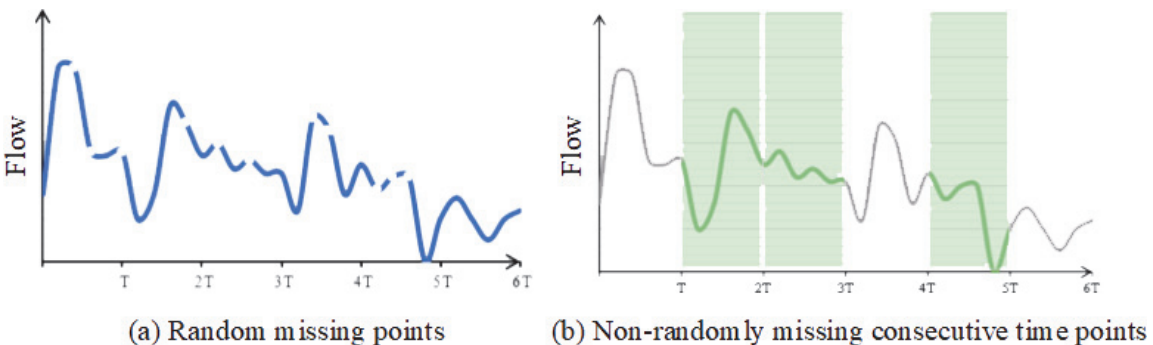 Flow
T 2T 3T 4T 5T 6T
(a) Random missing points
Flow
T 2T 3T 4T 5T 6T
(b) Non-randomly missing consecutive time points